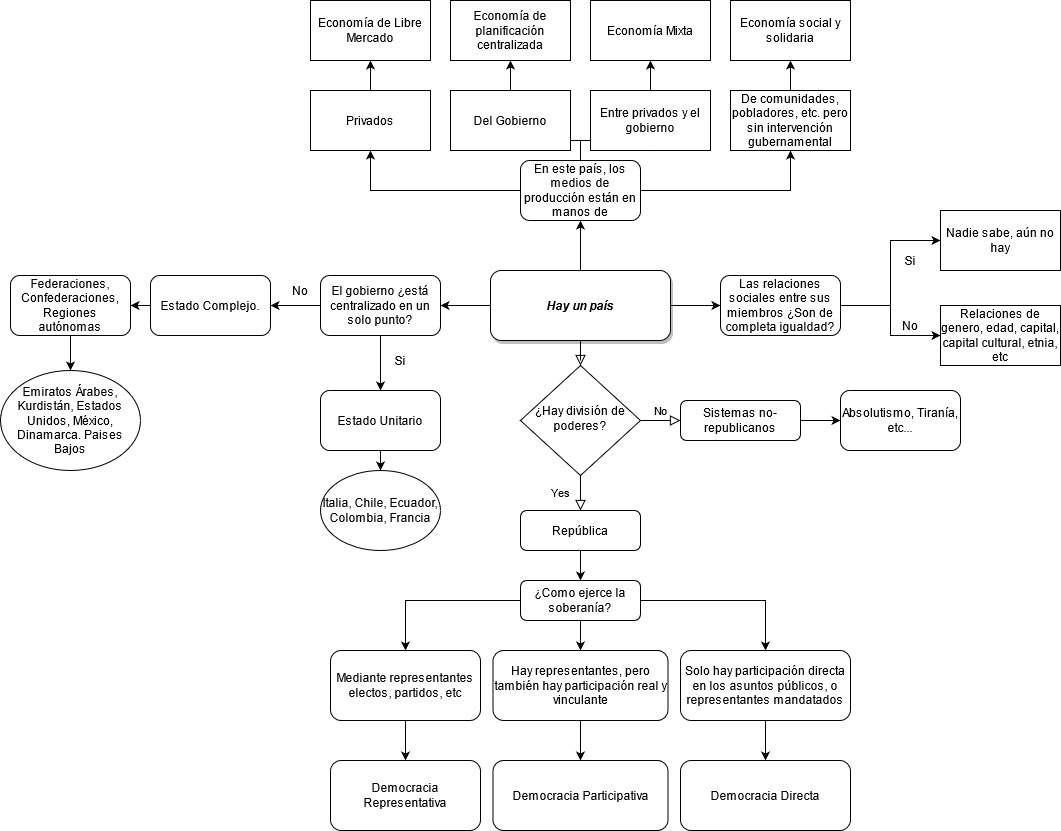 Economía de Libre
Mercado
Economía de
planificación
centralizada
Economía Mixta
Economía social y
solidaria
Privados
Del Gobierno
Entre privados y el
gobierno
De comunidades,
pobladores, etc. pero
sin intervención
gubernamental
En este país, los
medios de
producción están en
manos de
Federaciones,
Confederaciones,
Regiones
autónomas
Estado Complejo.
No
El gobierno ¿está
centralizado en un
solo punto?
Hay un país
Las relaciones
sociales entre sus
miembros ¿Son de
completa igualdad?
Si
Nadie sabe, aún no
hay
No
Relaciones de
genero, edad, capital,
capital cultural, etnia,
etc
Si
Emiratos Árabes,
Kurdistán, Estados
Unidos, México,
Dinamarca. Paises
Bajos
Estado Unitario
Italia, Chile, Ecuador,
Colombia, Francia
¿Hay división de
poderes?
No
Sistemas no-
republicanos
Absolutismo, Tiranía,
etc...
Yes
República
¿Como ejerce la
soberanía?
Mediante representantes
electos, partidos, etc
Hay representantes, pero
también hay participación real y
vinculante
Solo hay participación directa
en los asuntos públicos, o
representantes mandatados
Democracia
Representativa
Democracia Participativa
Democracia Directa